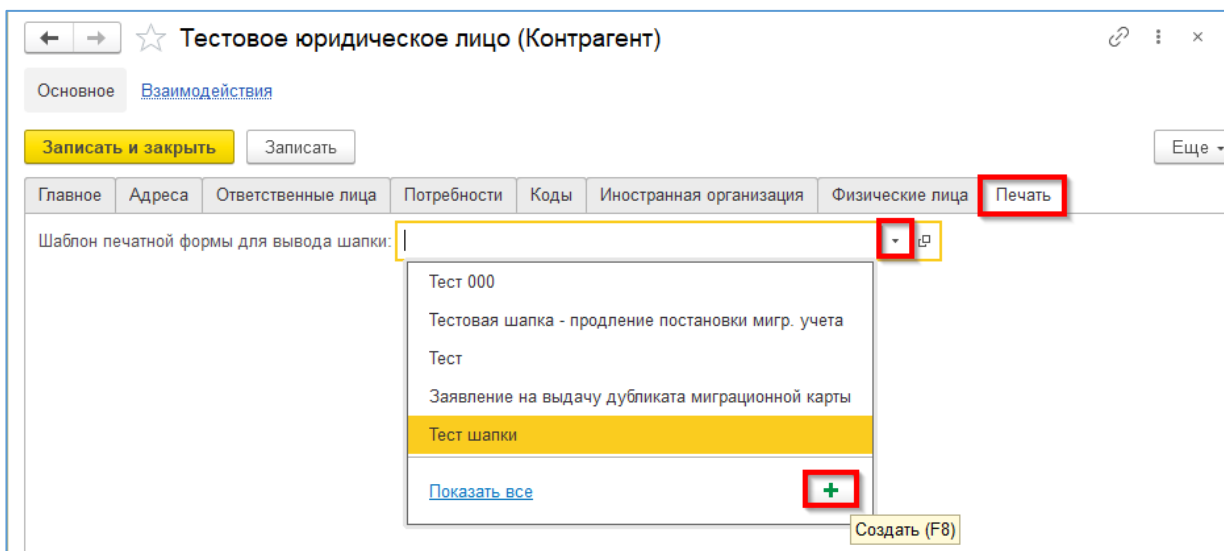 Тестовое юридическое лицо (Контрагент)
Основное Взаимодействия
Записать и закрыть Записать Еще
Главное Адреса Ответственные лица Потребности Коды Иностранная организация Физические лица Печать
Шаблон печатной формы для вывода шапки:
Тест 000
Тестовая шапка - продление постановки мигр. учета
Тест
Заявление на выдачу дубликата миграционной карты
Тест шапки
Показать все
Создать (F8)